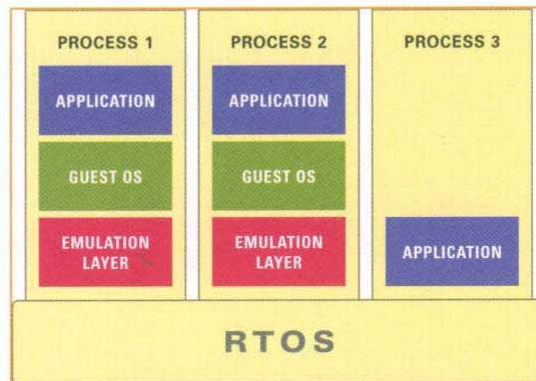 PROCESS 1
APPLICATION
GUEST OS
EMULATION
LAYER
PROCESS 2
APPLICATION
GUEST OS
EMULATION
LAYER
PROCESS 3
APPLICATION
RTOS